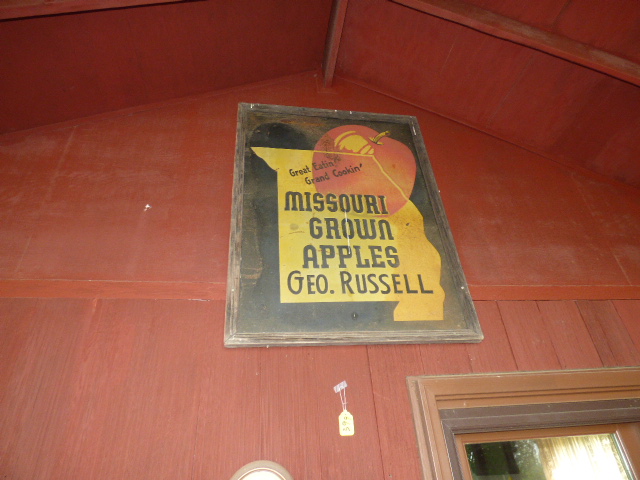 Great Eatin'
Grand Cookin'
MISSOURI
GROWN
APPLES
GEO. RUSSELL